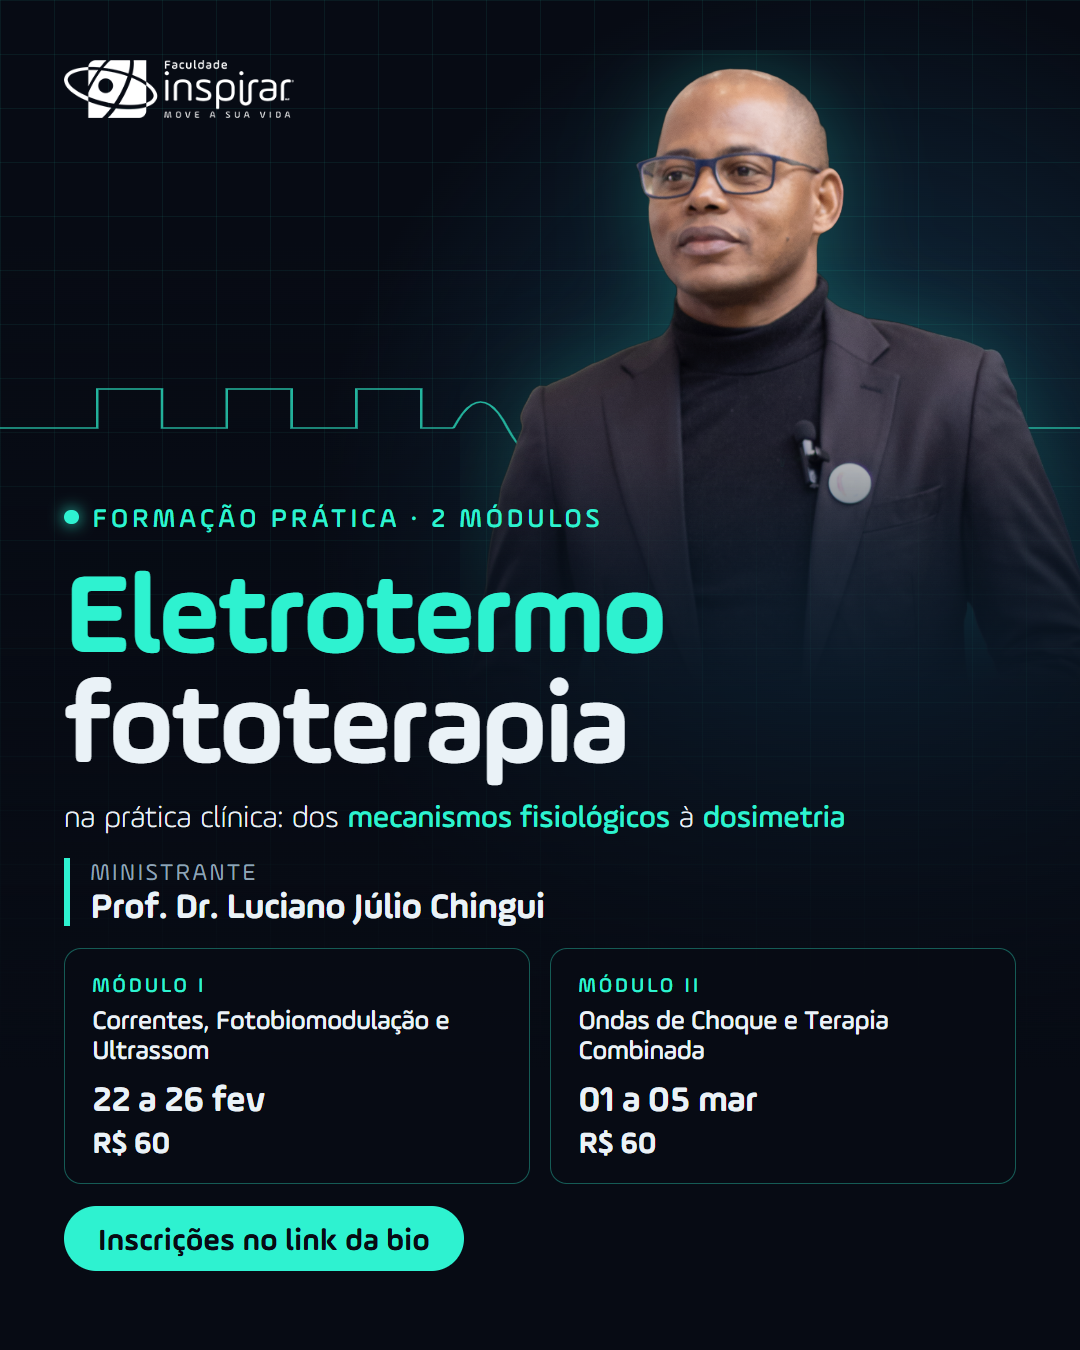 Faculdade
inspirar
MOVE A SUA VIDA
FORMAÇÃO PRÁTICA · 2 MÓDULOS
Eletrotermo
fototerapia
na prática clínica: dos mecanismos fisiológicos à dosimetria
MINISTRANTE
Prof. Dr. Luciano Júlio Chingui
MÓDULO I
Correntes, Fotobiomodulação e
Ultrassom
22 a 26 fev
R$ 60
MÓDULO II
Ondas de Choque e Terapia
Combinada
01 a 05 mar
R$ 60
Inscrições no link da bio